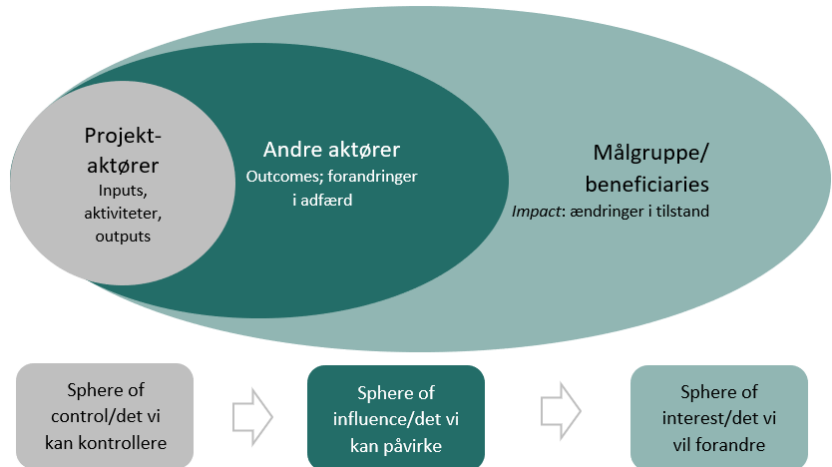 Projekt-
aktører
Inputs,
aktiviteter,
outputs
Andre aktører
Outcomes; forandringer
i adfærd
Målgruppe/
beneficiaries
Impact: ændringer i tilstand
Sphere of
control/det vi
kan kontrollere
Sphere of
influence/det vi
kan påvirke
Sphere of
interest/det vi
vil forandre